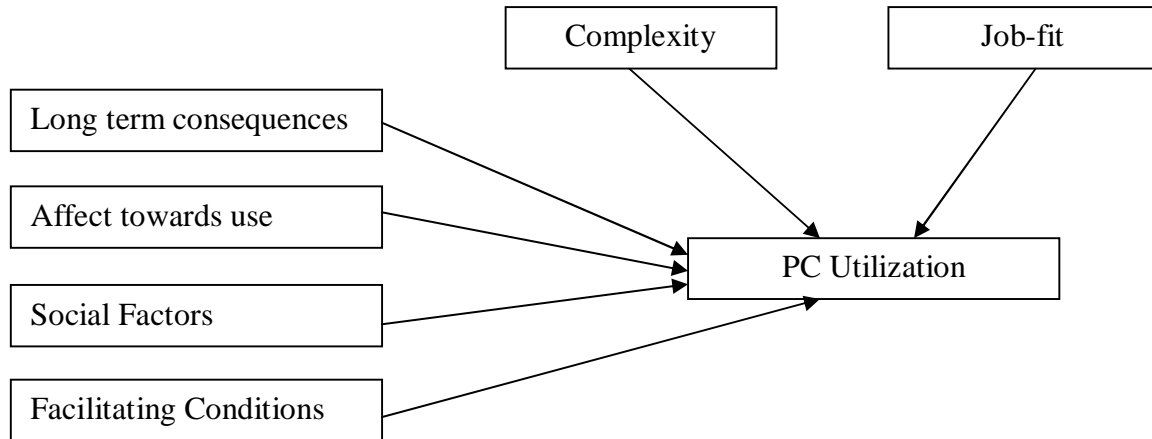 Complexity
Job-fit
Long term consequences
Affect towards use
PC Utilization
Social Factors
Facilitating Conditions